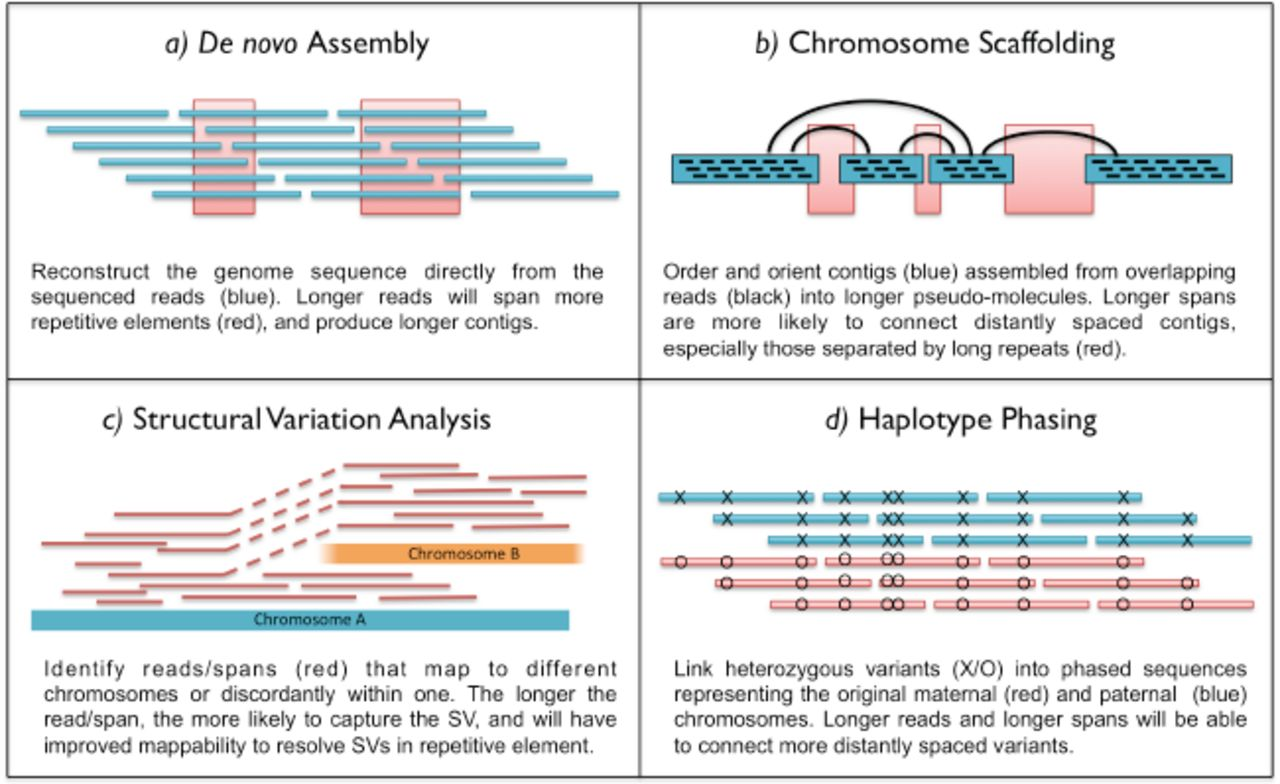 a) De novo Assembly
Reconstruct the genome sequence directly from the
sequenced reads (blue). Longer reads will span more
repetitive elements (red), and produce longer contigs.
b) Chromosome Scaffolding
Order and orient contigs (blue) assembled from overlapping
reads (black) into longer pseudo-molecules. Longer spans
are more likely to connect distantly spaced contigs,
especially those separated by long repeats (red).
c) Structural Variation Analysis
Chromosome B
Chromosome A
Identify reads/spans (red) that map to different
chromosomes or discordantly within one. The longer the
read/span, the more likely to capture the SV, and will have
improved mappability to resolve SVs in repetitive element.
d) Haplotype Phasing
X X X X XX X X X
X X X XX X X X X
X X XX X X X X
O O O O OO O O O
O O O OO O O O O
O O OO O O O O
Link heterozygous variants (X/O) into phased sequences
representing the original maternal (red) and paternal (blue)
chromosomes. Longer reads and longer spans will be able
to connect more distantly spaced variants.